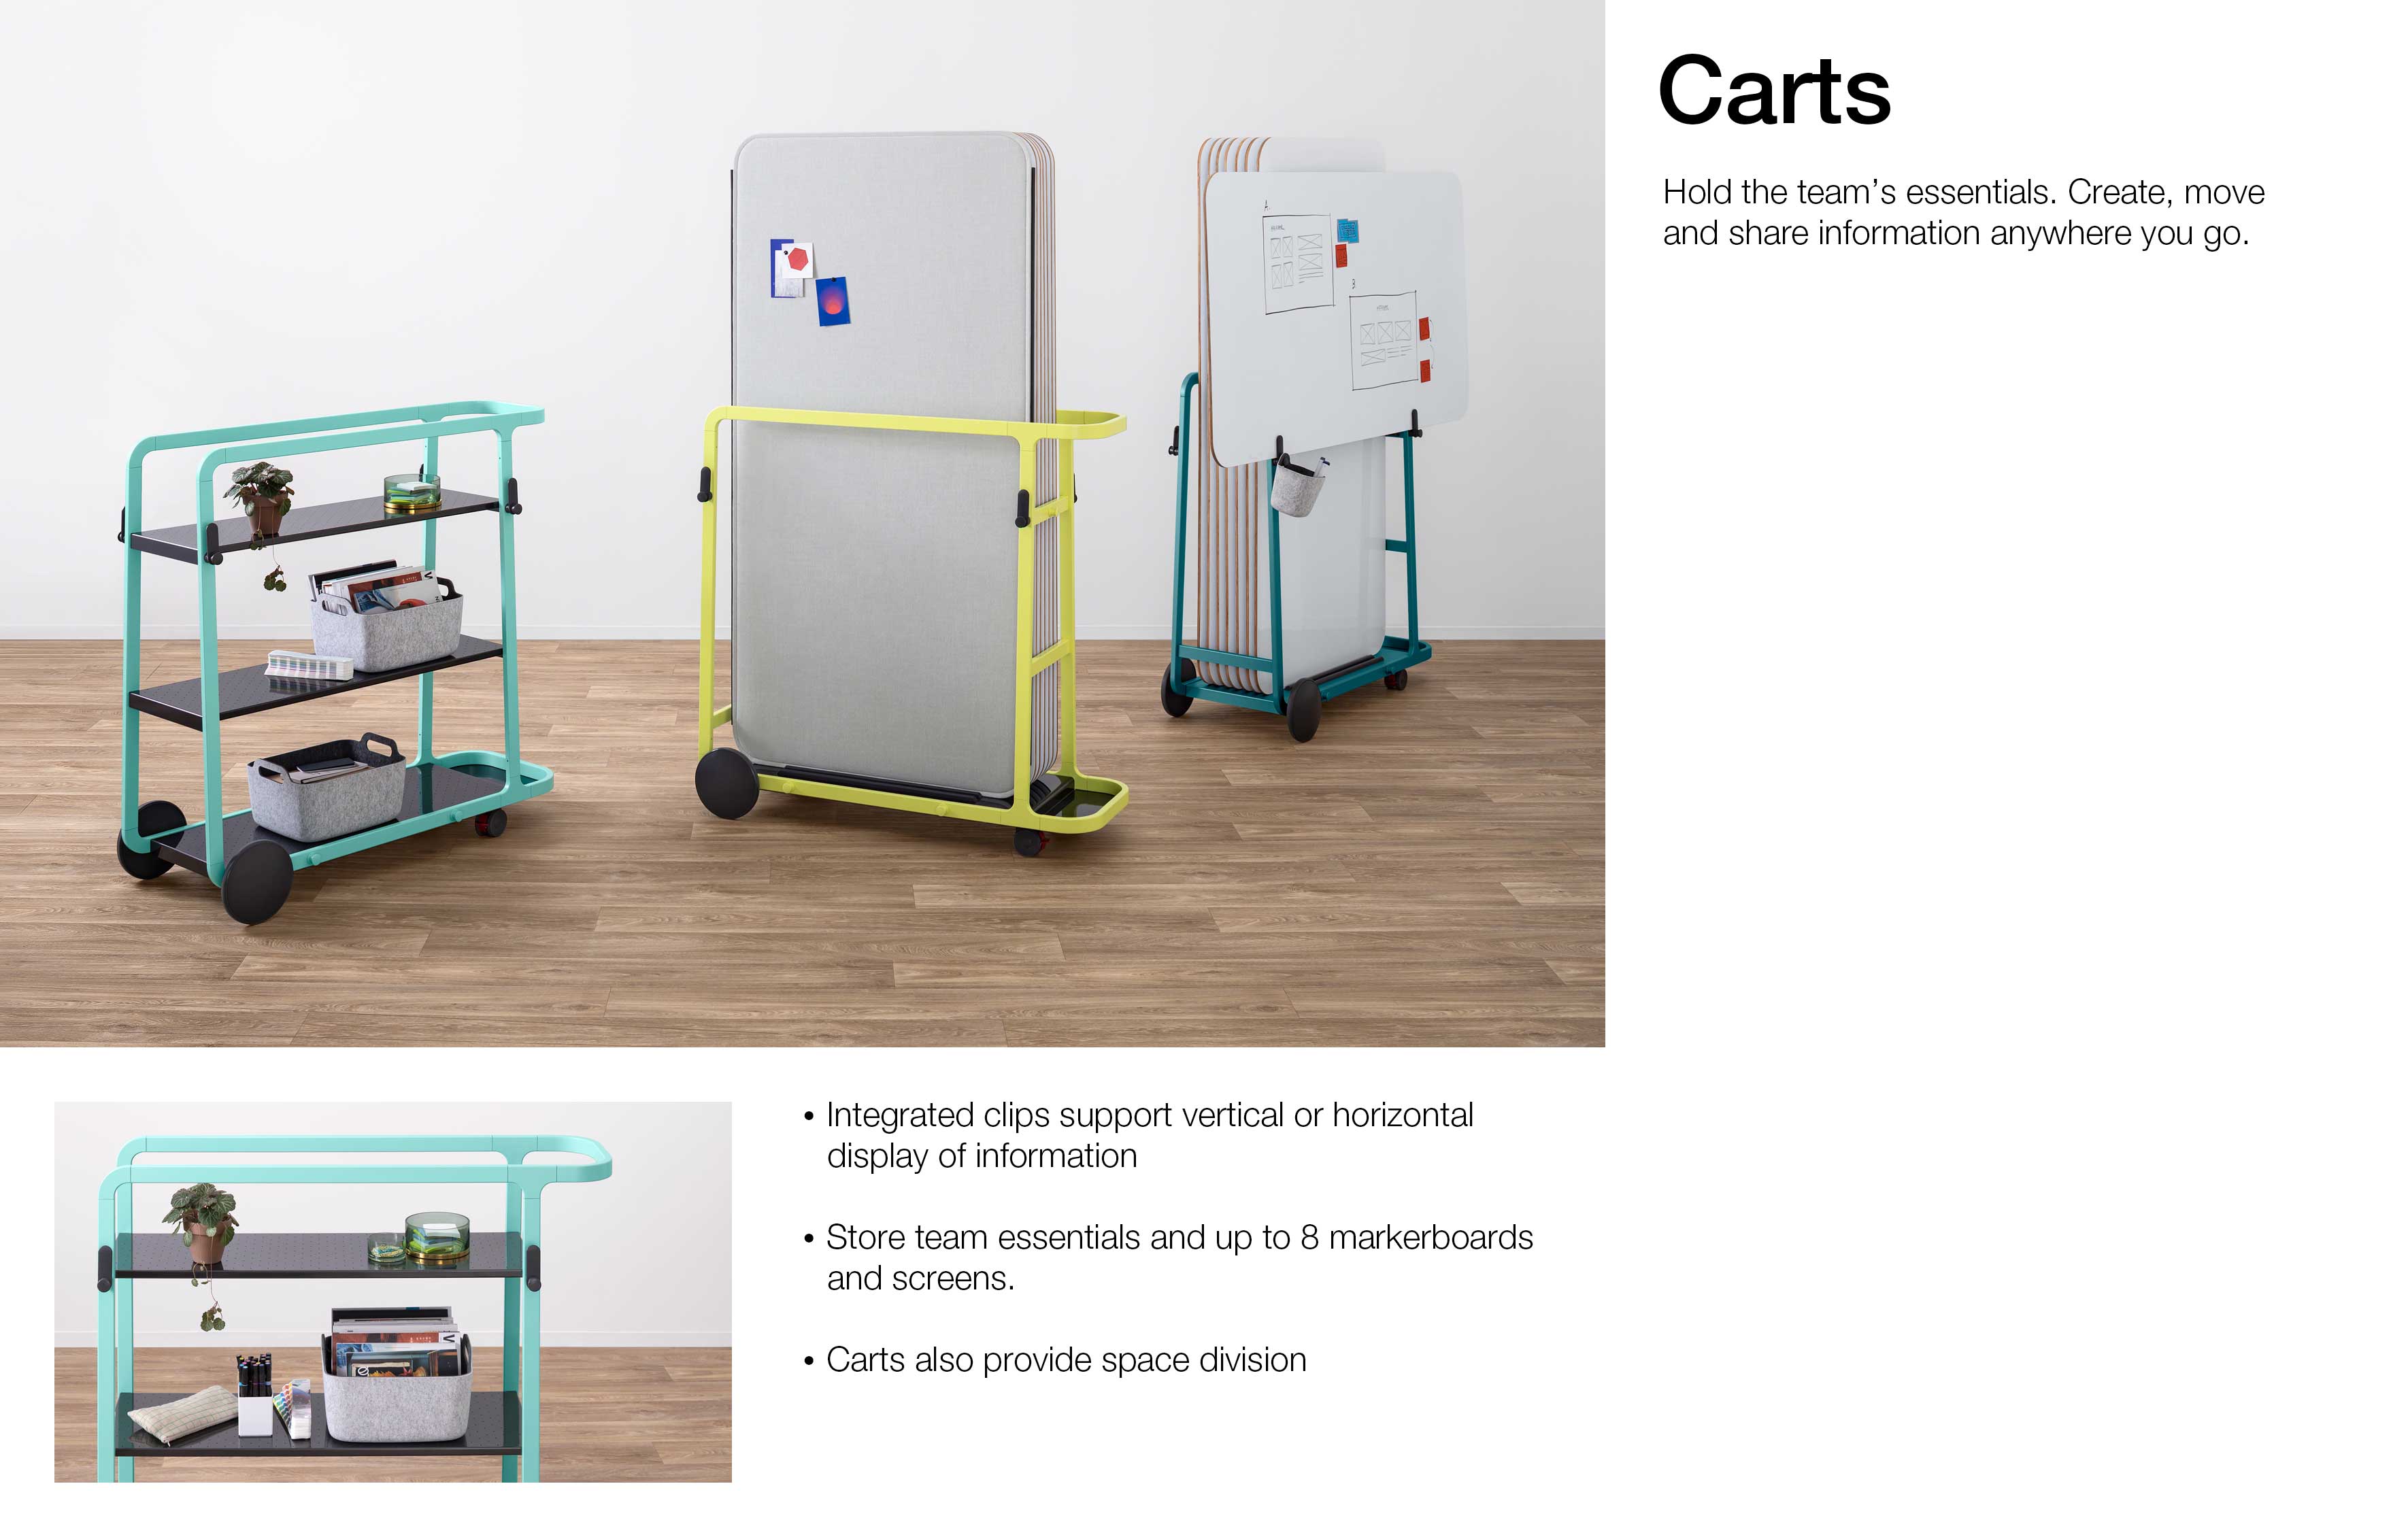 Carts
Hold the team’s essentials. Create, move
and share information anywhere you go.
A.
B
• Integrated clips support vertical or horizontal
display of information
• Store team essentials and up to 8 markerboards
and screens.
• Carts also provide space division